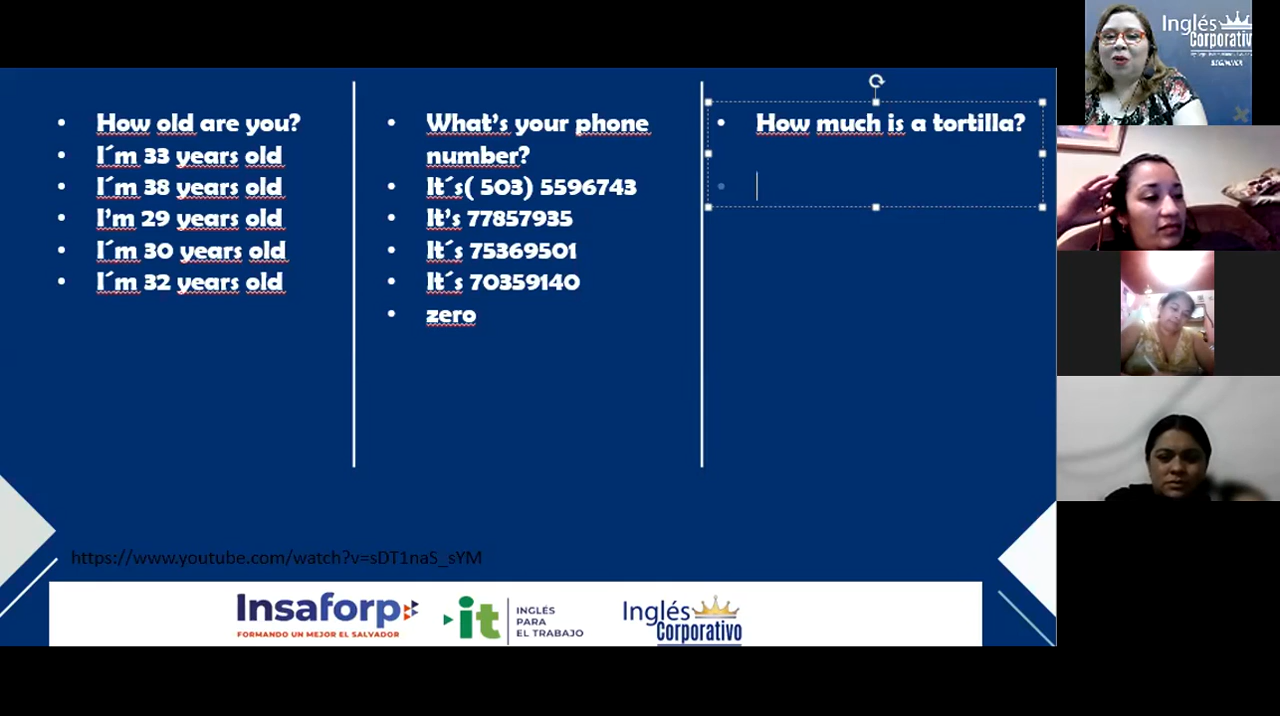 How old are you?
I´m 33 years old
I´m 38 years old
I'm 29 years old
I´m 30 years old
I´m 32 years old
What's your phone
number?
It´s( 503) 5596743
It's 77857935
It´s 75369501
It´s 70359140
zero
How much is a tortilla?
https://www.youtube.com/watch?v=sDT1naS_sYM
Insaforp
FORMANDO UN MEJOR EL SALVADOR
it
INGLÉS
PARA
EL TRABAJO
Inglés
Corporativo
Inglés
Corporativo